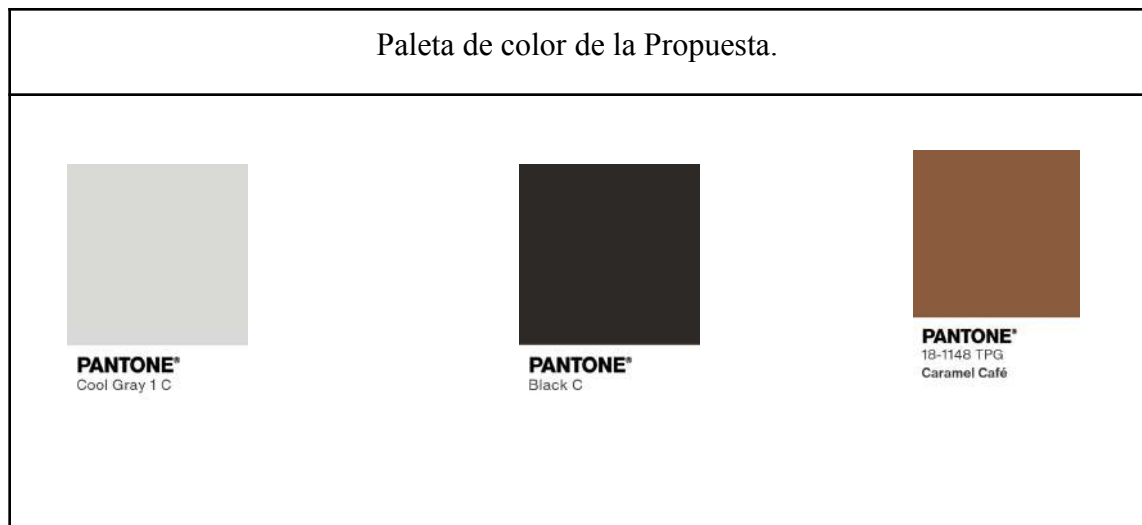 Paleta de color de la Propuesta.
PANTONE®
Cool Gray 1 C
PANTONE®
Black C
PANTONE®
18-1148 TPG
Caramel Café